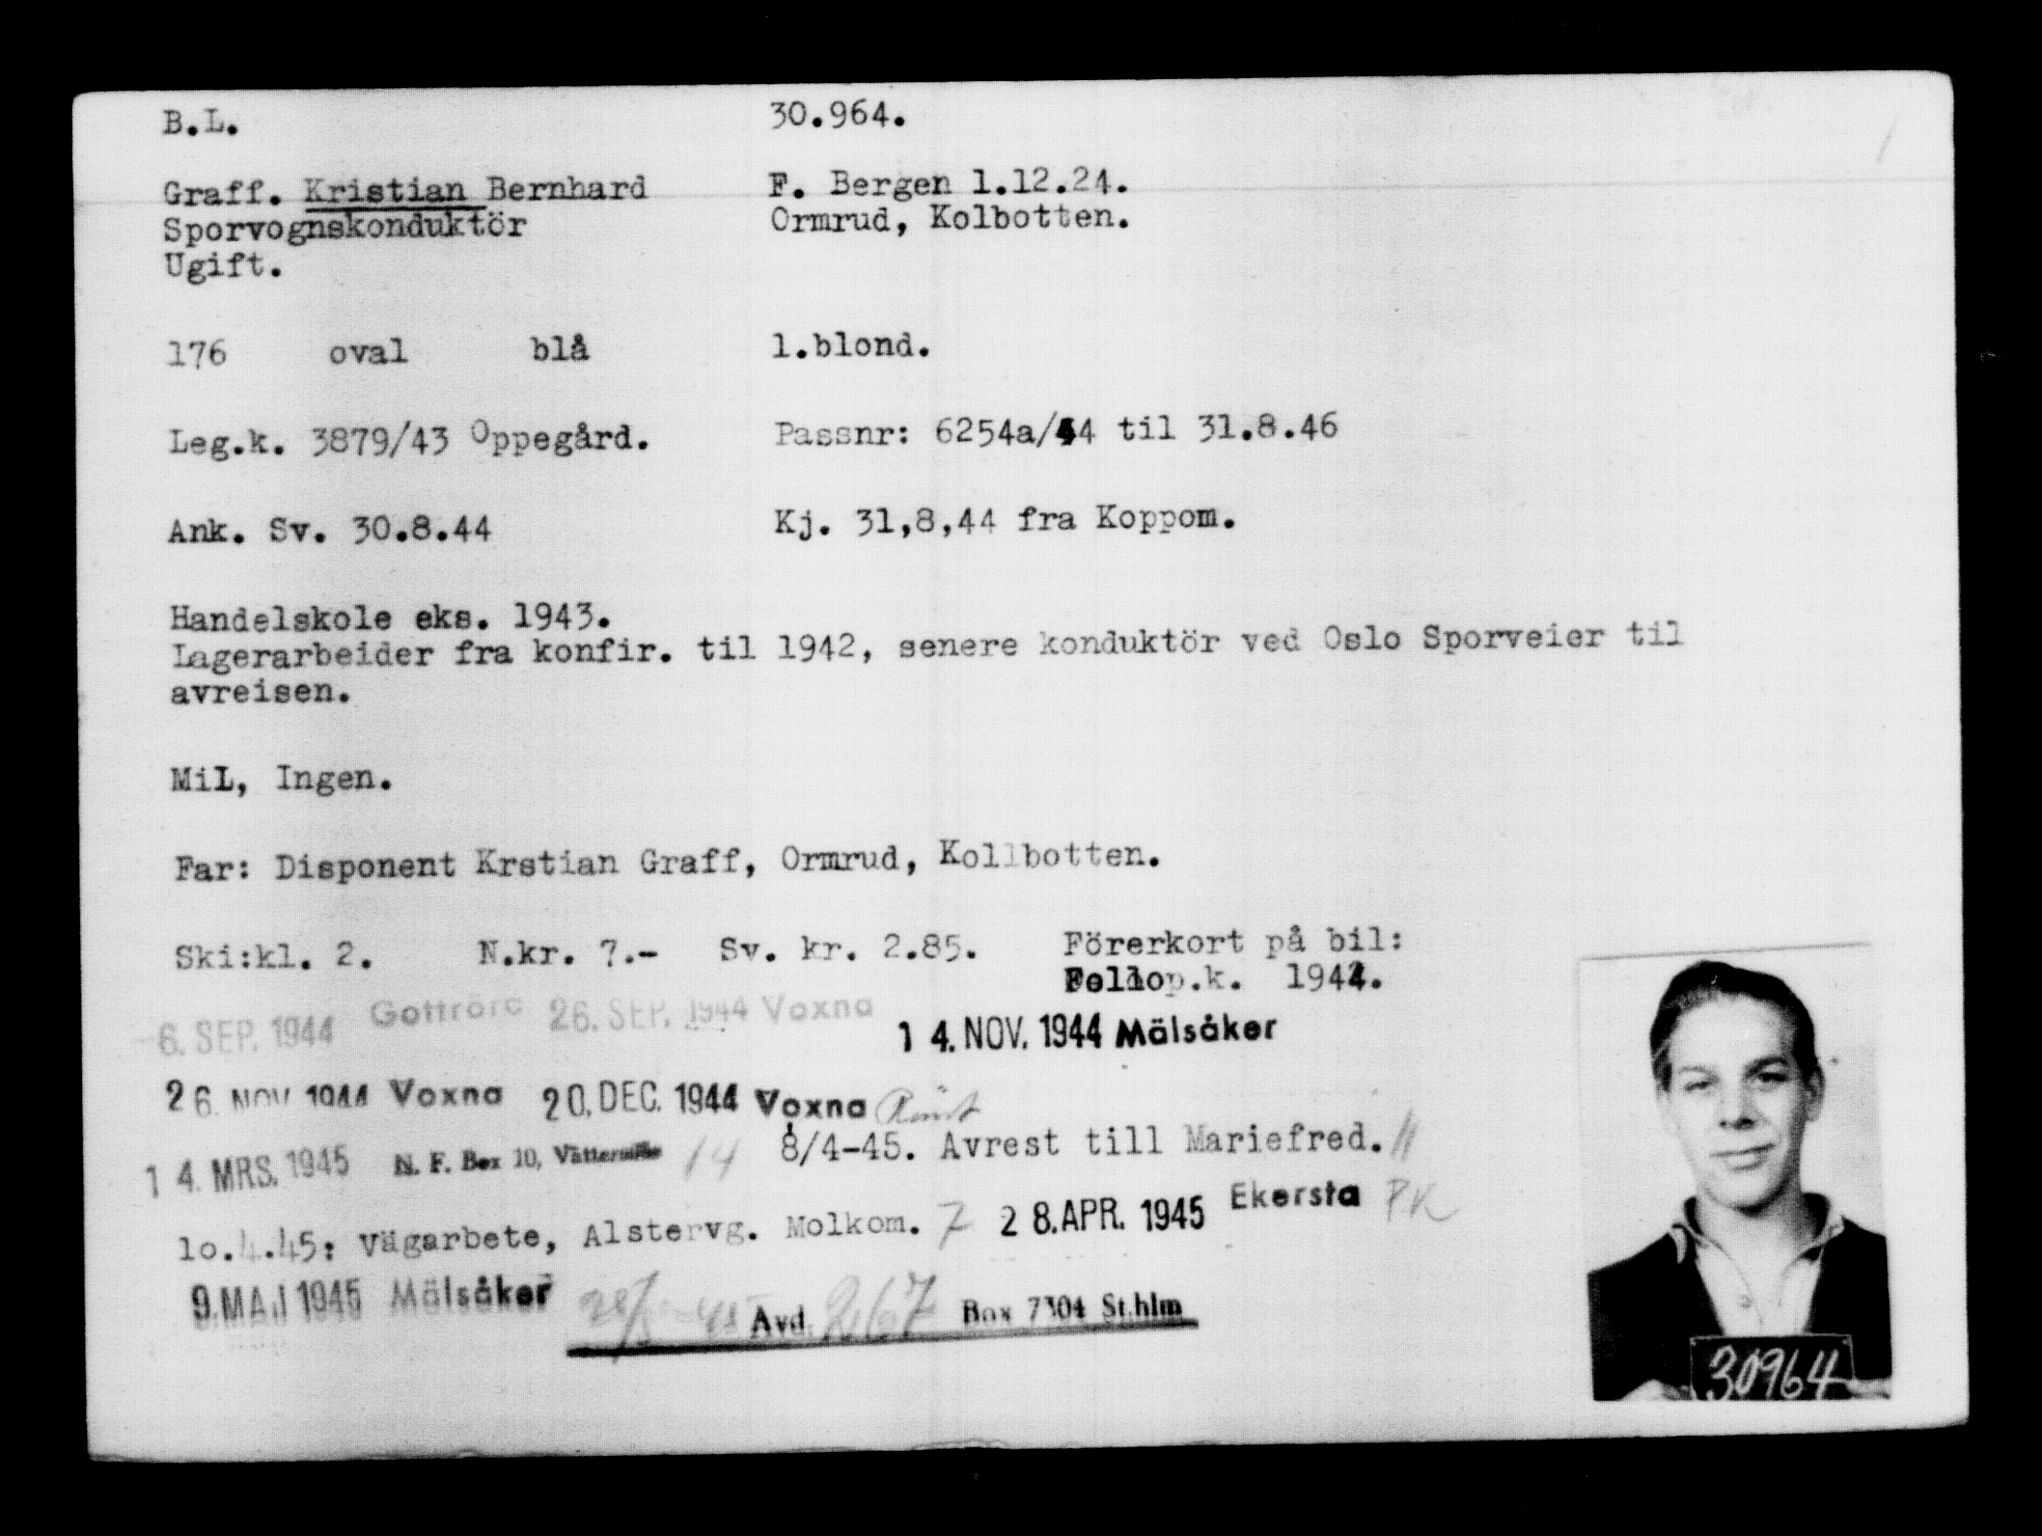 B.L. 30.964.
Graff. Kristian Bernhard F. Bergen 1.12.24.
Sporvognskonduktör Ormrud, Kolbotten.
Ugift.
176 oval blå l.blond.
Leg.k. 3879/43 Oppegård. Passnr: 6254a/44 til 31.8.46
Ank. Sv. 30.8.44 Kj. 31,8,44 fra Koppom.
Handelskole eks. 1943.
Lagerarbeider fra konfir. til 1942, senere konduktör ved Oslo Sporveier til
avreisen.
MiL, Ingen.
Far: Disponent Krstian Graff, Ormrud, Kollbotten.
Ski:kl. 2. N.kr. 7.- Sv. kr. 2.85. Förerkort på bil:
1944.
6. SEP. 1944 Gottröra 26. SEP. 1944 Voxna 14. NOV. 1944 Mälsåker
26. NOV 1944 Voxna 20. DEC. 1944 Voxna
14. MRS. 1945 N. F. Box 10, 14 8/4-45. Avrest till Mariefred. 11
lo.4.45: Vägarbete, Alstervg. Molkom. 7 28. APR. 1945 Ekersta PK
9. MAJ 1945 Mälsåker Avd. 267 Box 7304 St.hlm
30964